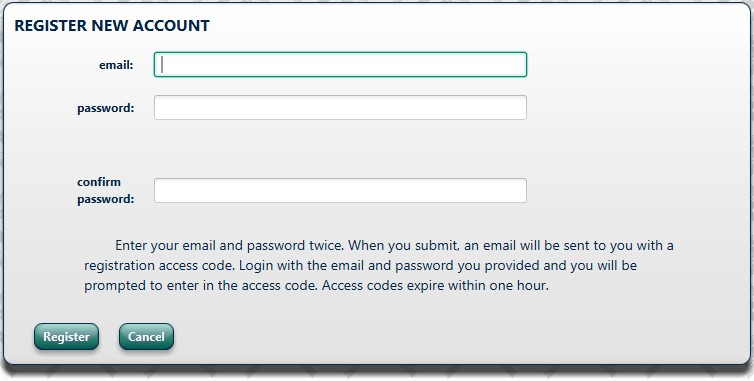 REGISTER NEW ACCOUNT
email:
password:
confirm
password:
Enter your email and password twice. When you submit, an email will be sent to you with a
registration access code. Login with the email and password you provided and you will be
prompted to enter in the access code. Access codes expire within one hour.
Register Cancel